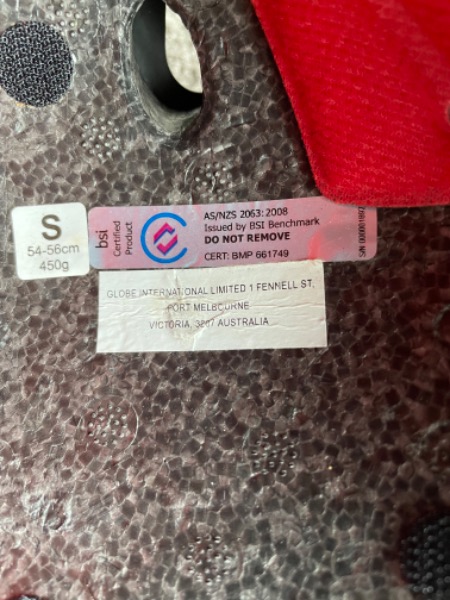 S
54-56cm
450g
bsi
Certified
Product
AS/NZS 2063:2008
Issued by BSI Benchmark
DO NOT REMOVE
CERT: BMP 661749
GLOBE INTERNATIONAL LIMITED 1 FENNELL ST,
PORT MELBOURNE
VICTORIA, 3207 AUSTRALIA